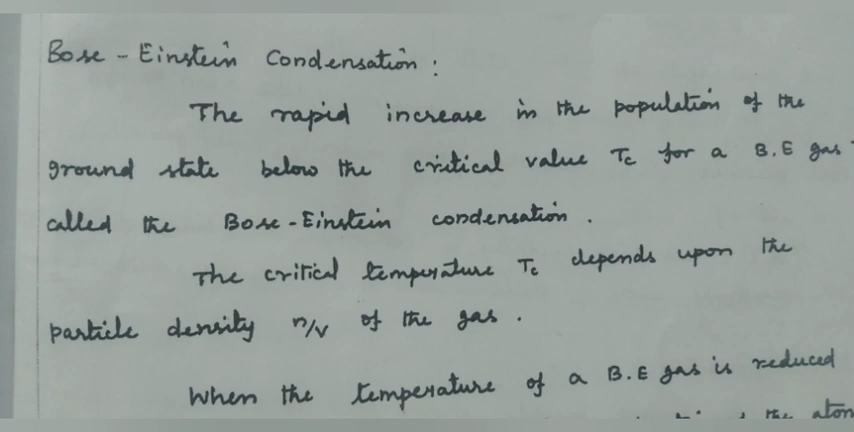 Bose - Einstein Condensation :
The rapid increase in the population of the
ground state below the critical value Tc for a B.E gas
called the Bose - Einstein condensation .
The critical temperature Tc depends upon the
particle density n/v of the gas .
When the temperature of a B.E gas is reduced
the atom